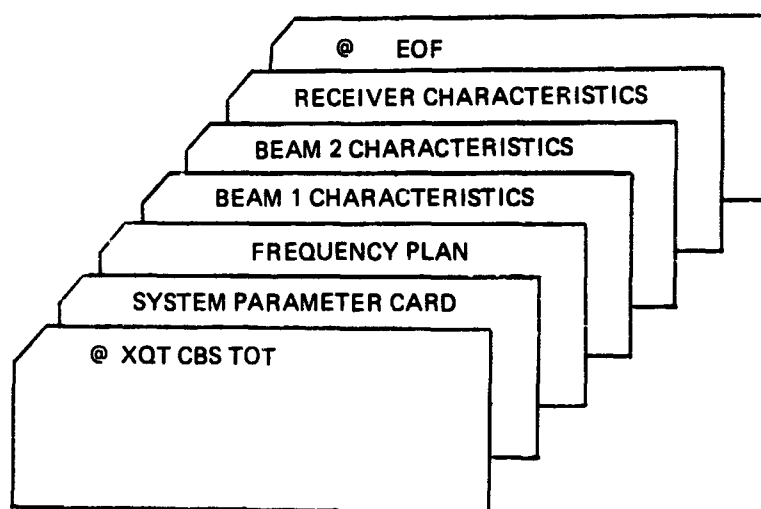 @ EOF
RECEIVER CHARACTERISTICS
BEAM 2 CHARACTERISTICS
BEAM 1 CHARACTERISTICS
FREQUENCY PLAN
SYSTEM PARAMETER CARD
@ XQT CBS TOT